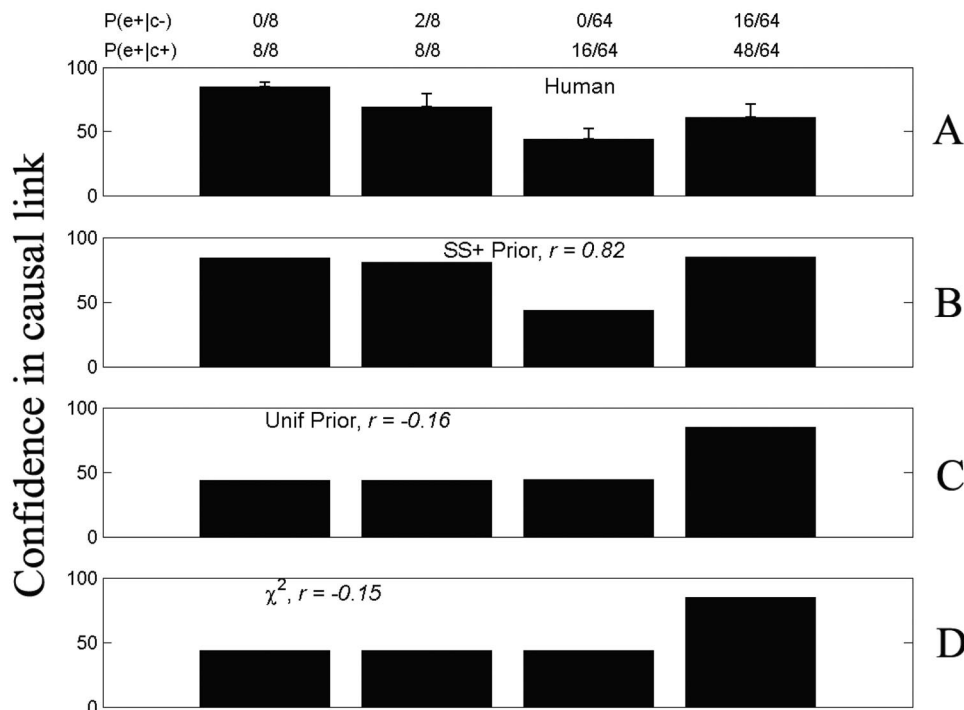 P(e+|c-) 0/8 2/8 0/64 16/64
P(e+|c+) 8/8 8/8 16/64 48/64
Confidence in causal link
100
50
0
Human
A
100
50
0
SS+ Prior, r = 0.82
B
100
50
0
Unif Prior, r = -0.16
C
100
50
0
χ², r = -0.15
D